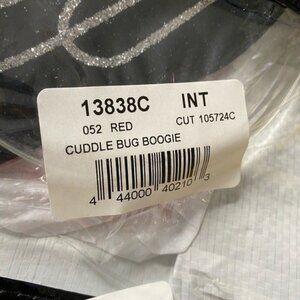 13838C INT
052 RED CUT 105724C
CUDDLE BUG BOOGIE
4 44000 40210 3